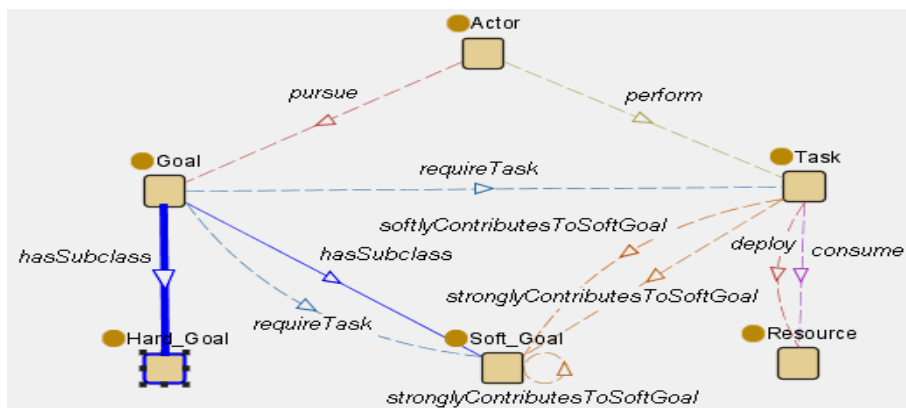 Actor
pursue
perform
Goal
Task
requireTask
softlyContributesToSoftGoal
hasSubclass
hasSubclass
deploy
consume
stronglyContributesToSoftGoal
requireTask
Hard_Goal
Soft_Goal
Resource
stronglyContributesToSoftGoal